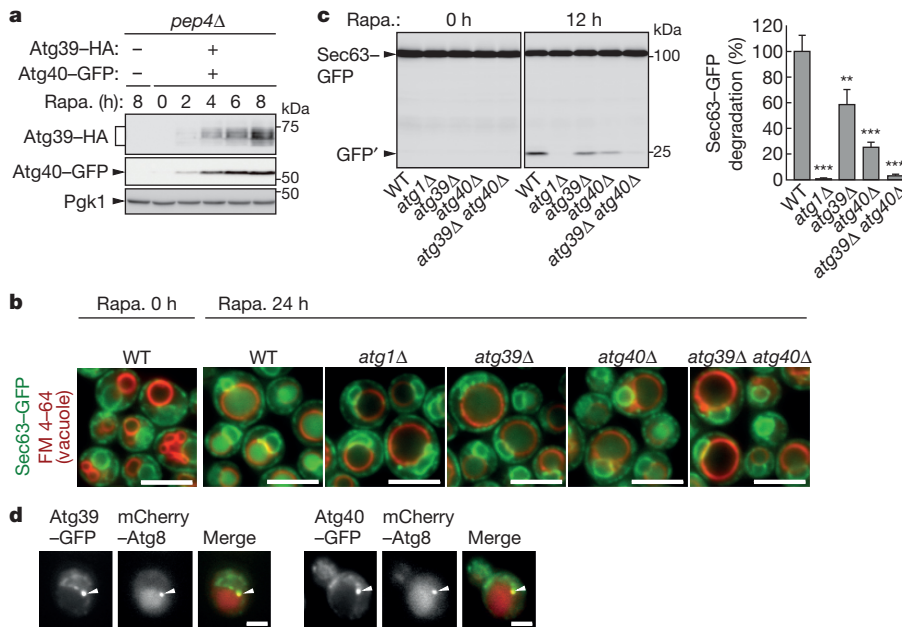 a
pep4Δ
Atg39–HA: – +
Atg40–GFP: – +
Rapa. (h): 8 0 2 4 6 8 kDa
Atg39–HA 75
50
Atg40–GFP
50
Pgk1
c
Rapa.: 0 h 12 h
kDa
Sec63–GFP 100
GFP′ 25
WT atg1Δ atg39Δ atg40Δ atg39Δ atg40Δ WT atg1Δ atg39Δ atg40Δ atg39Δ atg40Δ
Sec63–GFP degradation (%)
120
100
80
60
40
20
0
**
***
***
***
WT atg1Δ atg39Δ atg40Δ atg39Δ atg40Δ
b
Rapa. 0 h Rapa. 24 h
WT WT atg1Δ atg39Δ atg40Δ atg39Δ atg40Δ
Sec63–GFP
FM 4–64
(vacuole)
d
Atg39 mCherry
–GFP –Atg8 Merge
Atg40 mCherry
–GFP –Atg8 Merge